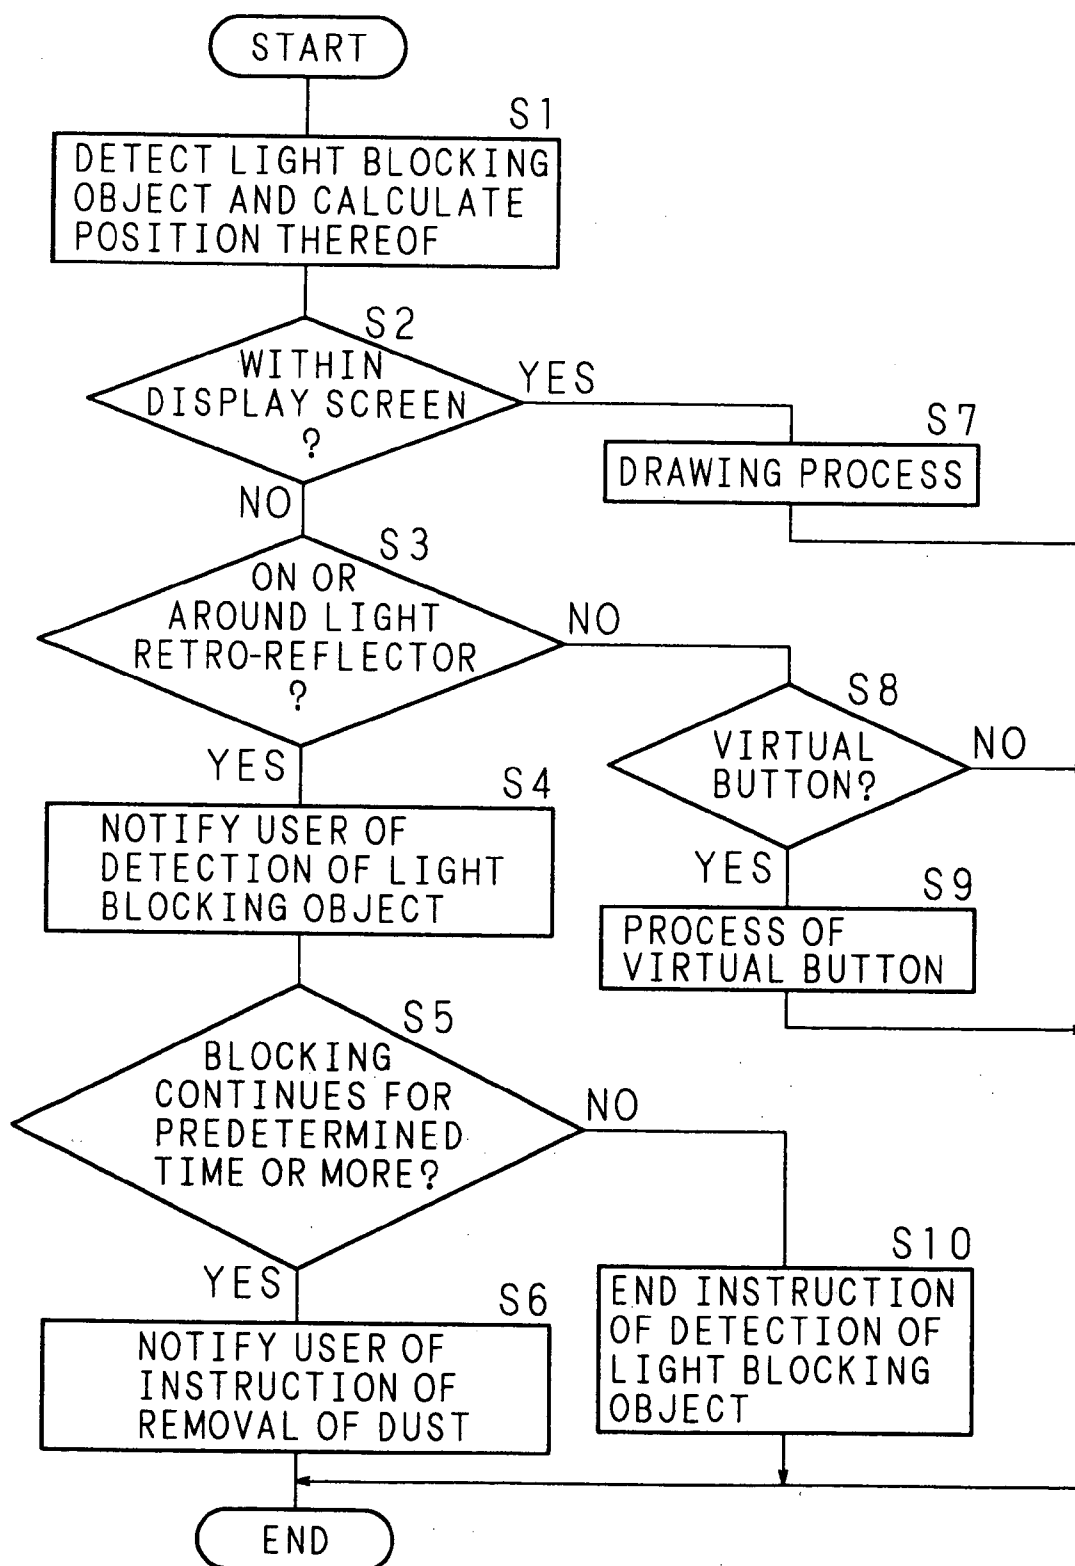 START
S1
DETECT LIGHT BLOCKING
OBJECT AND CALCULATE
POSITION THEREOF
S2
WITHIN
DISPLAY SCREEN
?
YES
NO
S7
DRAWING PROCESS
S3
ON OR
AROUND LIGHT
RETRO-REFLECTOR
?
NO
YES
S8
VIRTUAL
BUTTON?
NO
YES
S4
NOTIFY USER OF
DETECTION OF LIGHT
BLOCKING OBJECT
S9
PROCESS OF
VIRTUAL BUTTON
S5
BLOCKING
CONTINUES FOR
PREDETERMINED
TIME OR MORE?
NO
YES
S10
END INSTRUCTION
OF DETECTION OF
LIGHT BLOCKING
OBJECT
S6
NOTIFY USER OF
INSTRUCTION OF
REMOVAL OF DUST
END